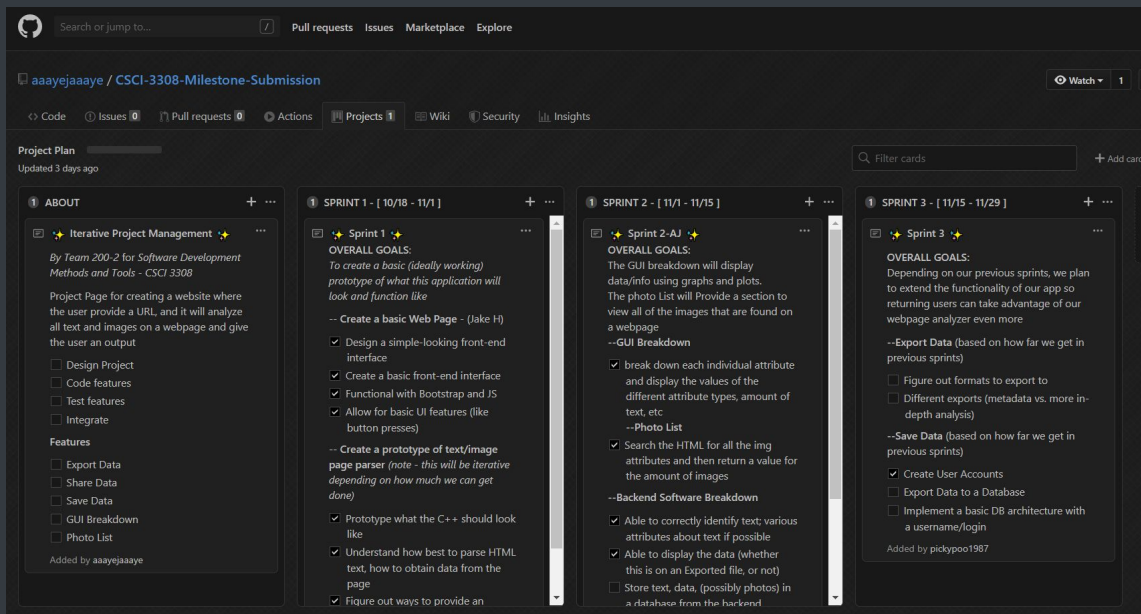 Search or jump to...
/
Pull requests Issues Marketplace Explore
aaayejaaaye / CSCI-3308-Milestone-Submission
Watch 1
Code Issues 0 Pull requests 0 Actions Projects 1 Wiki Security Insights
Project Plan
Updated 3 days ago
Filter cards
+ Add car
1 ABOUT
✨ Iterative Project Management ✨
By Team 200-2 for Software Development
Methods and Tools - CSCI 3308
Project Page for creating a website where
the user provide a URL, and it will analyze
all text and images on a webpage and give
the user an output
Design Project
Code features
Test features
Integrate
Features
Export Data
Share Data
Save Data
GUI Breakdown
Photo List
Added by aaayejaaaye
1 SPRINT 1 - [ 10/18 - 11/1 ]
✨ Sprint 1 ✨
OVERALL GOALS:
To create a basic (ideally working)
prototype of what this application will
look and function like
-- Create a basic Web Page - (Jake H)
Design a simple-looking front-end
interface
Create a basic front-end interface
Functional with Bootstrap and JS
Allow for basic UI features (like
button presses)
-- Create a prototype of text/image
page parser (note - this will be iterative
depending on how much we can get
done)
Prototype what the C++ should look
like
Understand how best to parse HTML
text, how to obtain data from the
page
Figure out ways to provide an
1 SPRINT 2 - [ 11/1 - 11/15 ]
✨ Sprint 2-AJ ✨
OVERALL GOALS:
The GUI breakdown will display
data/info using graphs and plots.
The photo List will Provide a section to
view all of the images that are found on
a webpage
--GUI Breakdown
break down each individual attribute
and display the values of the
different attribute types, amount of
text, etc
--Photo List
Search the HTML for all the img
attributes and then return a value for
the amount of images
--Backend Software Breakdown
Able to correctly identify text; various
attributes about text if possible
Able to display the data (whether
this is on an Exported file, or not)
Store text, data, (possibly photos) in
a database from the backend
1 SPRINT 3 - [ 11/15 - 11/29 ]
✨ Sprint 3 ✨
OVERALL GOALS:
Depending on our previous sprints, we plan
to extend the functionality of our app so
returning users can take advantage of our
webpage analyzer even more
--Export Data (based on how far we get in
previous sprints)
Figure out formats to export to
Different exports (metadata vs. more in-
depth analysis)
--Save Data (based on how far we get in
previous sprints)
Create User Accounts
Export Data to a Database
Implement a basic DB architecture with
a username/login
Added by pickypoo1987